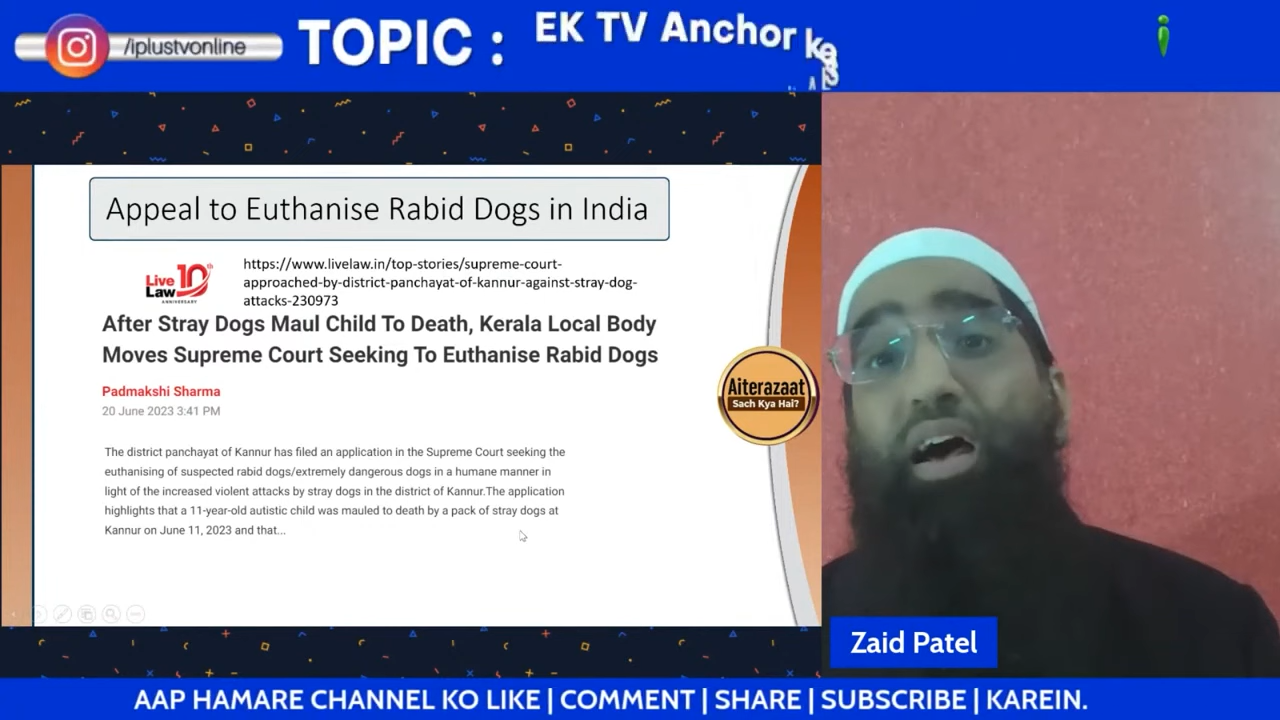 /iplustvonline
TOPIC :
EK TV Anchor ke
Appeal to Euthanise Rabid Dogs in India
Live Law 10th
ANNIVERSARY
https://www.livelaw.in/top-stories/supreme-court-
approached-by-district-panchayat-of-kannur-against-stray-dog-
attacks-230973
After Stray Dogs Maul Child To Death, Kerala Local Body
Moves Supreme Court Seeking To Euthanise Rabid Dogs
Padmakshi Sharma
20 June 2023 3:41 PM
The district panchayat of Kannur has filed an application in the Supreme Court seeking the
euthanising of suspected rabid dogs/extremely dangerous dogs in a humane manner in
light of the increased violent attacks by stray dogs in the district of Kannur.The application
highlights that a 11-year-old autistic child was mauled to death by a pack of stray dogs at
Kannur on June 11, 2023 and that...
Aiterazaat
Sach Kya Hai?
Zaid Patel
AAP HAMARE CHANNEL KO LIKE | COMMENT | SHARE | SUBSCRIBE | KAREIN.